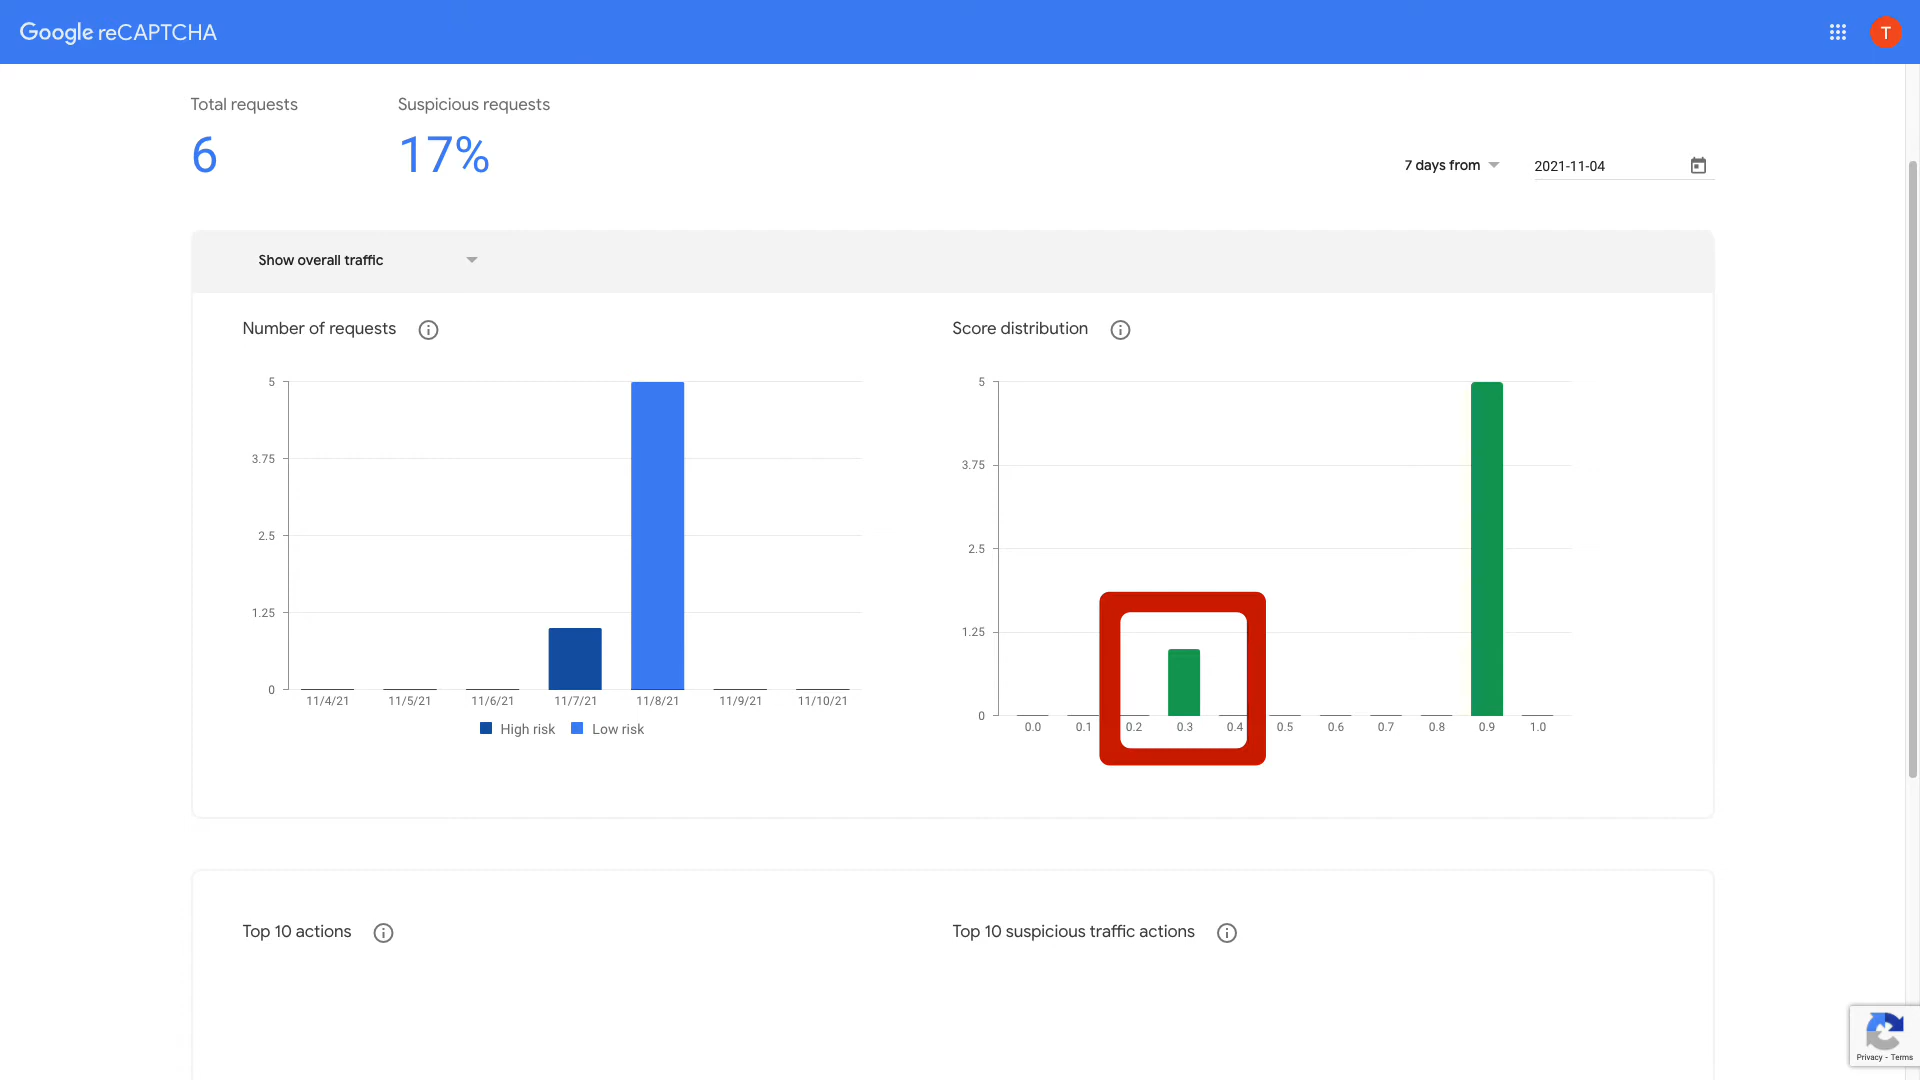 Google reCAPTCHA
T
Total requests
Suspicious requests
6
17%
7 days from
2021-11-04
Show overall traffic
Number of requests
5
3.75
2.5
1.25
0
11/4/21 11/5/21 11/6/21 11/7/21 11/8/21 11/9/21 11/10/21
High risk Low risk
Score distribution
5
3.75
2.5
1.25
0
0.0 0.1 0.2 0.3 0.4 0.5 0.6 0.7 0.8 0.9 1.0
Top 10 actions
Top 10 suspicious traffic actions
Privacy - Terms